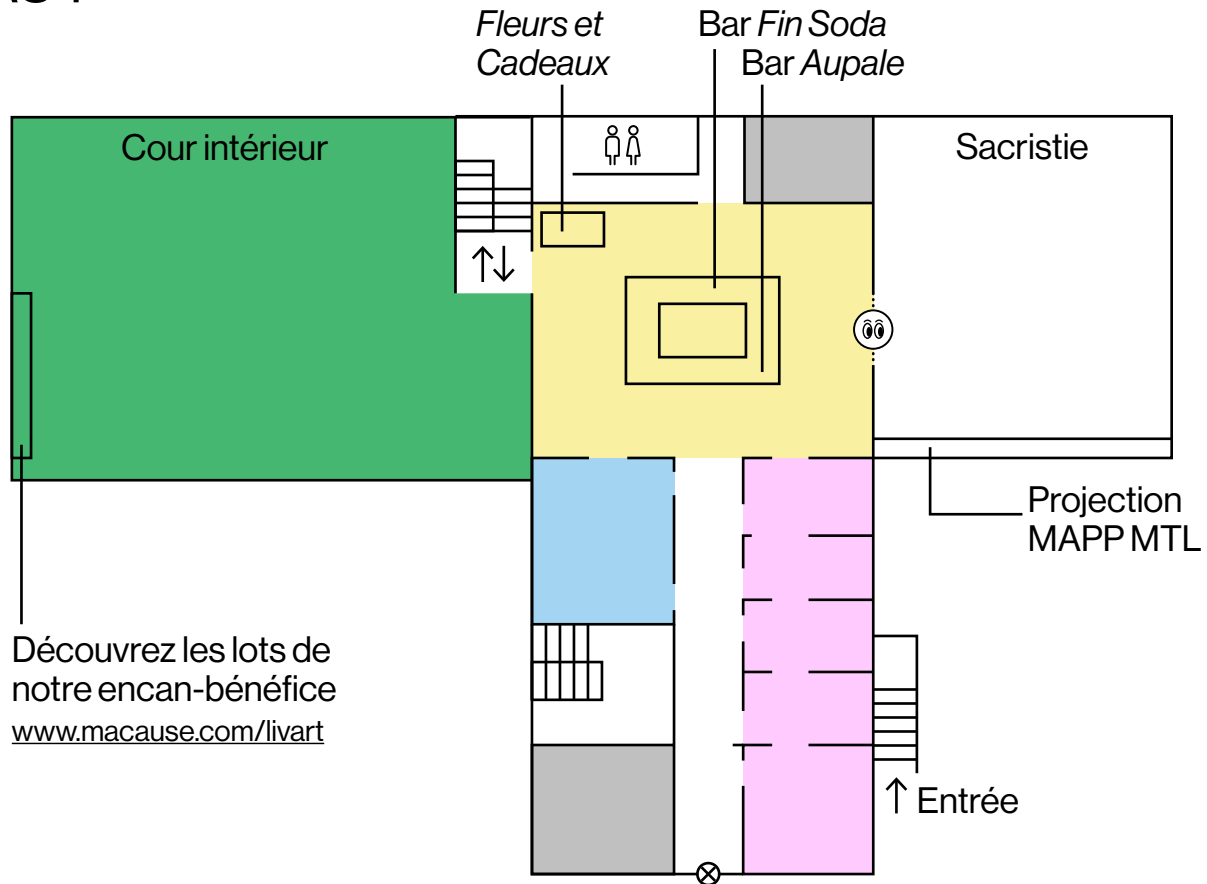 Fleurs et
Cadeaux
Bar Fin Soda
Bar Aupale
Cour intérieur
Sacristie
Projection
MAPP MTL
Découvrez les lots de
notre encan-bénéfice
www.macause.com/livart
Entrée